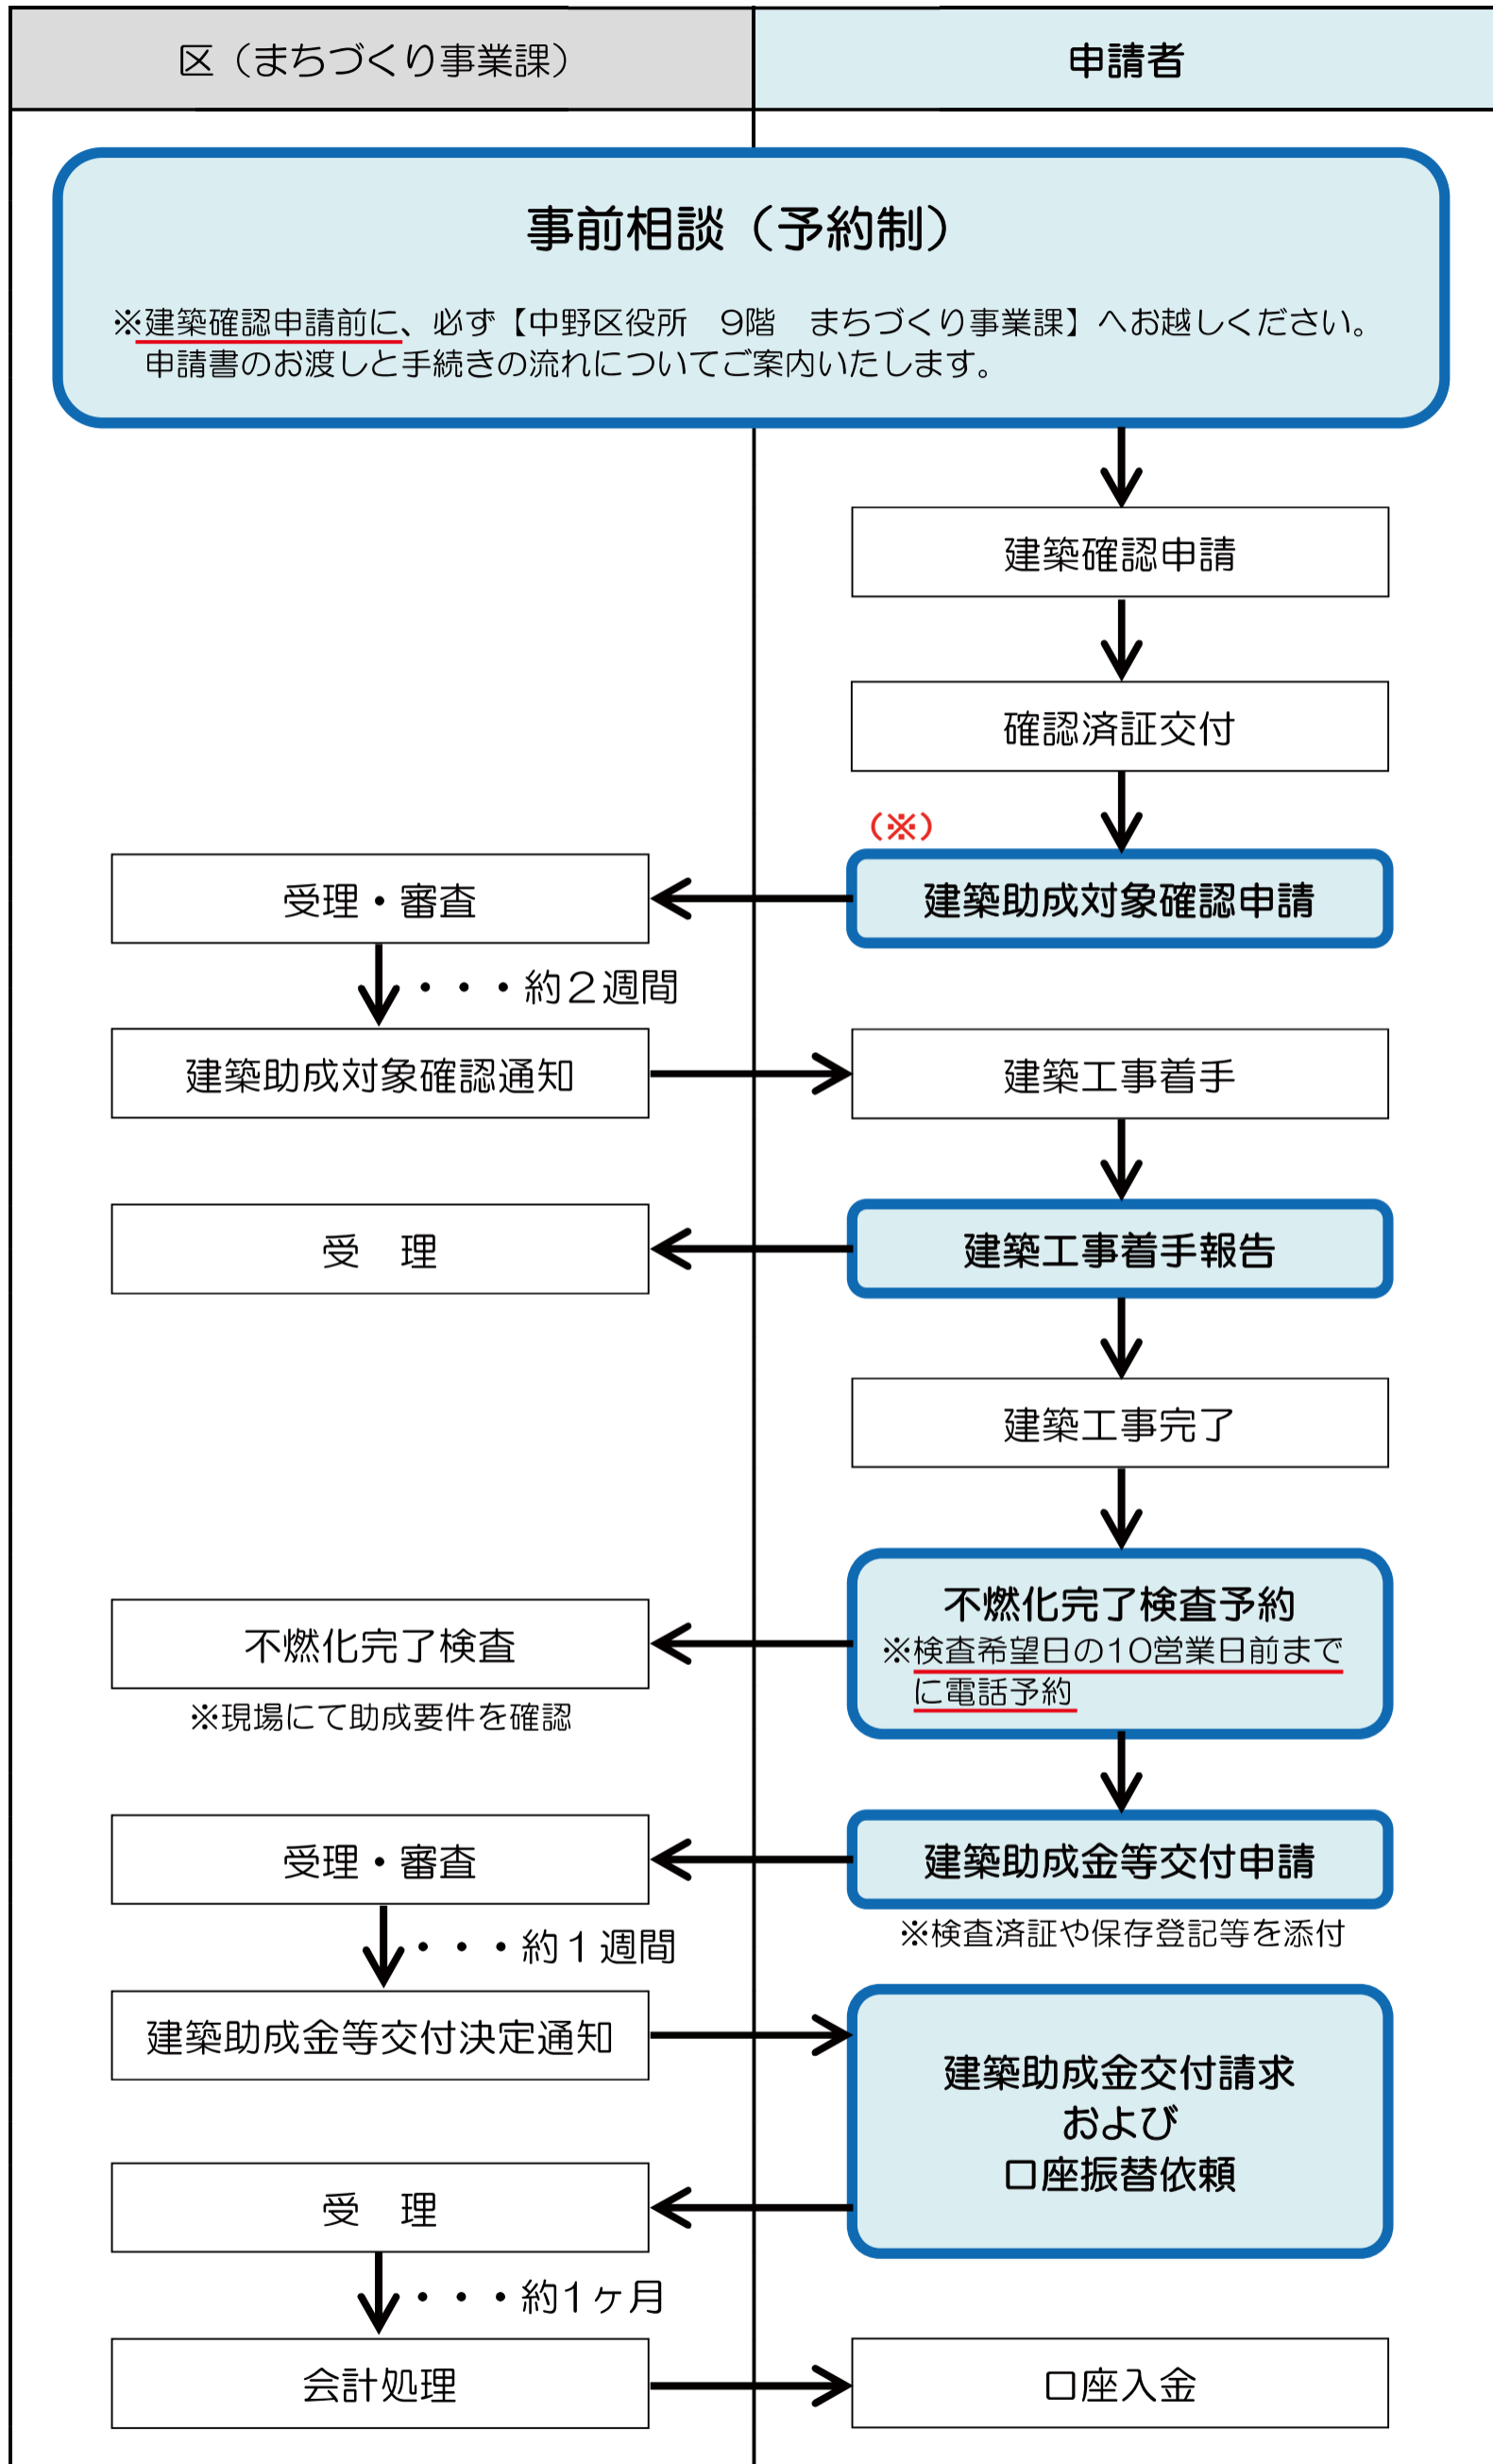 区（まちづくり事業課）
申請者
事前相談（予約制）
※建築確認申請前に、必ず【中野区役所　9階　まちづくり事業課】へお越しください。
申請書のお渡しと手続きの流れについてご案内いたします。
建築確認申請
確認済証交付
（※）
受理・審査
建築助成対象確認申請
・・・約２週間
建築助成対象確認通知
建築工事着手
受　理
建築工事着手報告
建築工事完了
不燃化完了検査
※現場にて助成要件を確認
不燃化完了検査予約
※検査希望日の10営業日前まで
に電話予約
受理・審査
建築助成金等交付申請
※検査済証や保存登記等を添付
・・・約１週間
建築助成金等交付決定通知
建築助成金交付請求
および
口座振替依頼
受　理
・・・約1ヶ月
会計処理
口座入金